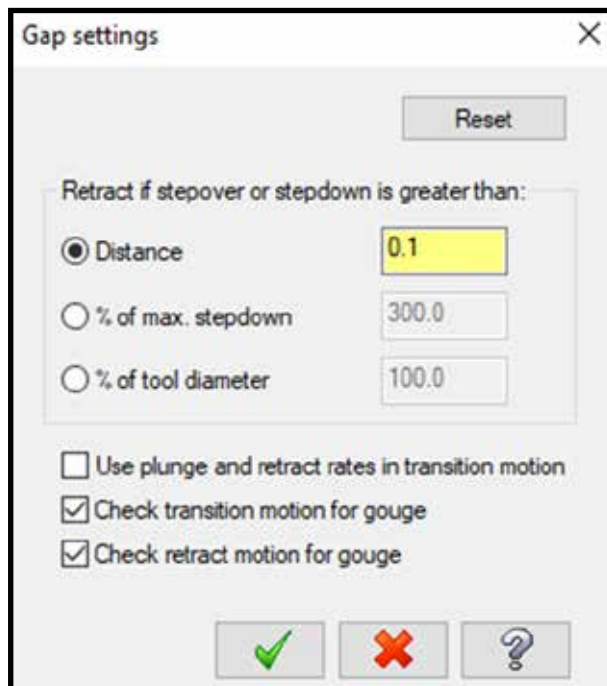 Gap settings
Reset
Retract if stepover or stepdown is greater than:
Distance 0.1
% of max. stepdown 300.0
% of tool diameter 100.0
Use plunge and retract rates in transition motion
Check transition motion for gouge
Check retract motion for gouge